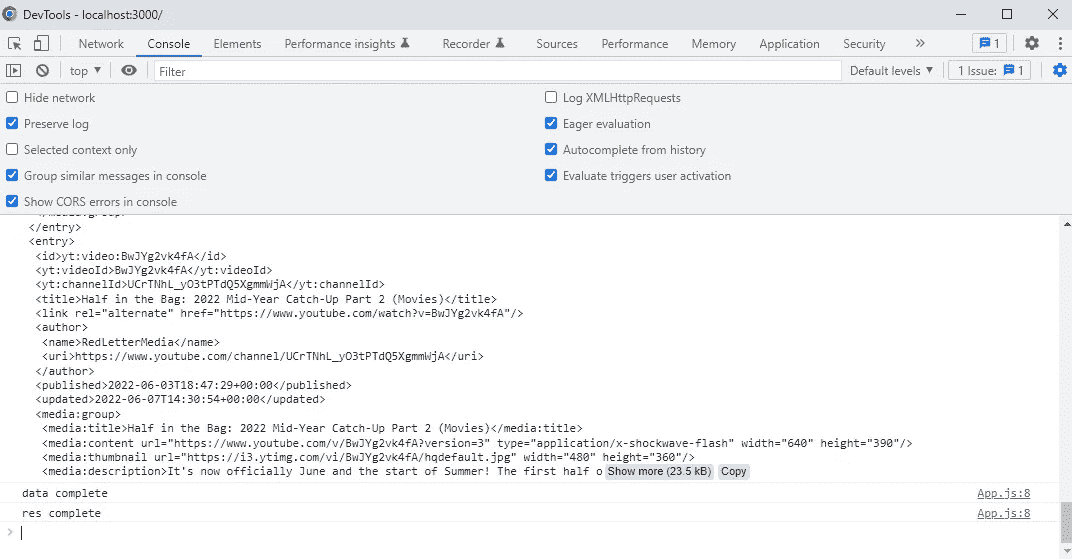 DevTools - localhost:3000/
Network Console Elements Performance insights Recorder Sources Performance Memory Application Security » 1
top ▼ Filter Default levels ▼ 1 Issue: 1
Hide network Log XMLHttpRequests
Preserve log Eager evaluation
Selected context only Autocomplete from history
Group similar messages in console Evaluate triggers user activation
Show CORS errors in console
</media:group>
</entry>
<entry>
<id>yt:video:BwJYg2vk4fA</id>
<yt:videoId>BwJYg2vk4fA</yt:videoId>
<yt:channelId>UCrTNhL_yO3tPTdQ5XgmmWjA</yt:channelId>
<title>Half in the Bag: 2022 Mid-Year Catch-Up Part 2 (Movies)</title>
<link rel="alternate" href="https://www.youtube.com/watch?v=BwJYg2vk4fA"/>
<author>
<name>RedLetterMedia</name>
<uri>https://www.youtube.com/channel/UCrTNhL_yO3tPTdQ5XgmmWjA</uri>
</author>
<published>2022-06-03T18:47:29+00:00</published>
<updated>2022-06-07T14:30:54+00:00</updated>
<media:group>
<media:title>Half in the Bag: 2022 Mid-Year Catch-Up Part 2 (Movies)</media:title>
<media:content url="https://www.youtube.com/v/BwJYg2vk4fA?version=3" type="application/x-shockwave-flash" width="640" height="390"/>
<media:thumbnail url="https://i3.ytimg.com/vi/BwJYg2vk4fA/hqdefault.jpg" width="480" height="360"/>
<media:description>It's now officially June and the start of Summer! The first half o Show more (23.5 kB) Copy
data complete App.js:8
res complete App.js:8
>